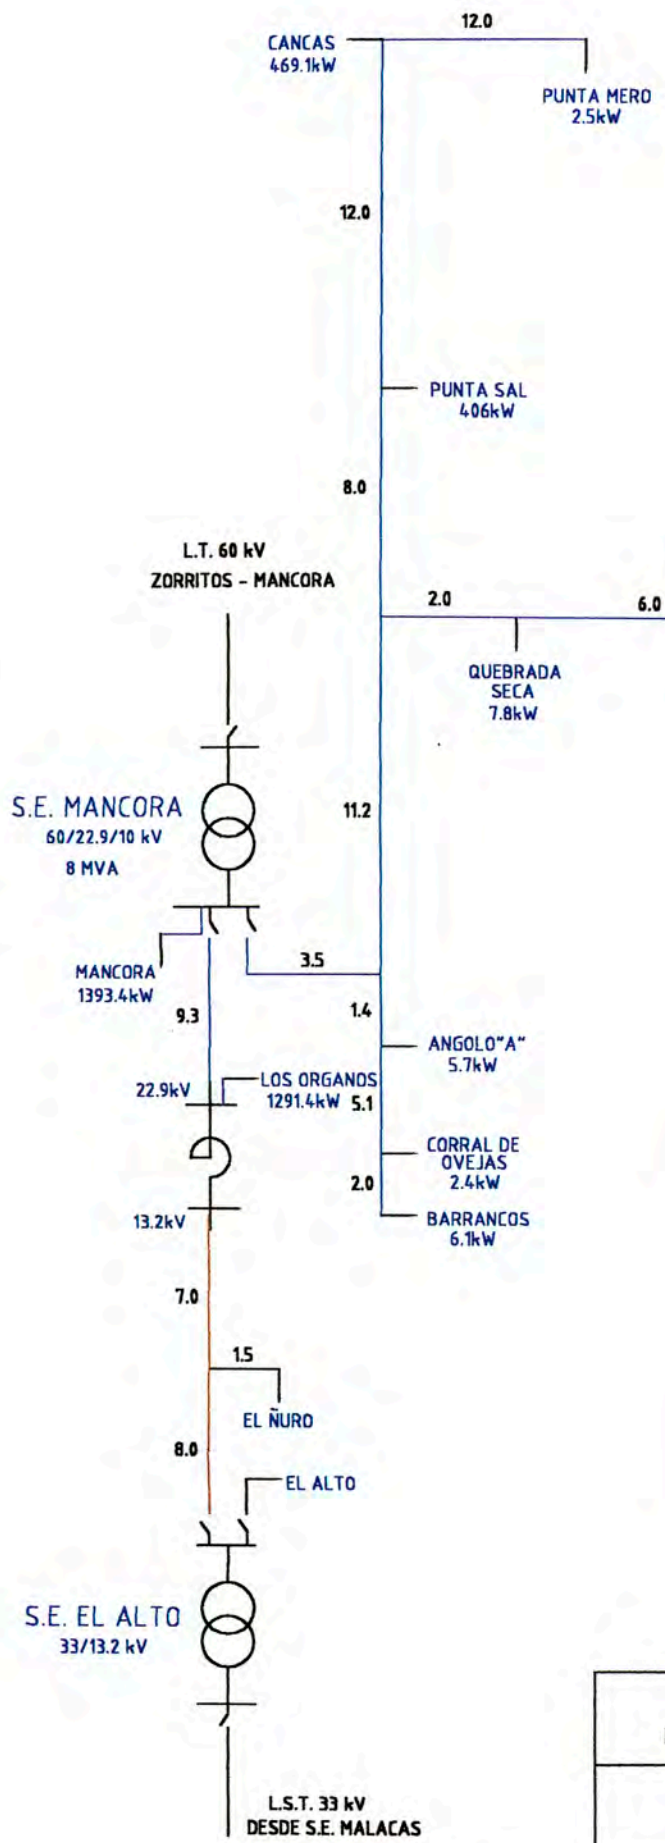 12.0
CANCAS
469.1kW
PUNTA MERO
2.5kW
12.0
PUNTA SAL
406kW
8.0
L.T. 60 kV
ZORRITOS - MANCORA
2.0
6.0
QUEBRADA
SECA
7.8kW
S.E. MANCORA
60/22.9/10 kV
8 MVA
11.2
3.5
MANCORA
1393.4kW
9.3
1.4
ANGOLO"A"
5.7kW
22.9kV
LOS ORGANOS
1291.4kW
5.1
CORRAL DE
OVEJAS
2.4kW
2.0
13.2kV
BARRANCOS
6.1kW
7.0
1.5
EL ÑURO
8.0
EL ALTO
S.E. EL ALTO
33/13.2 kV
L.S.T. 33 kV
DESDE S.E. MALACAS